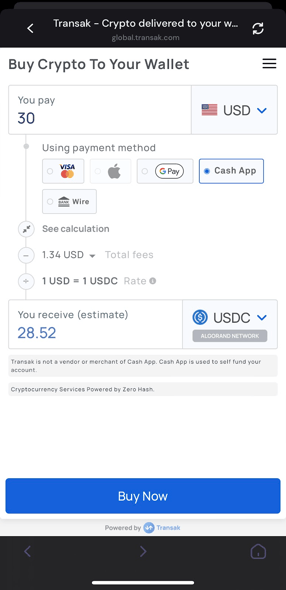 Transak - Crypto delivered to your w...
global.transak.com
Buy Crypto To Your Wallet
You pay
30
USD
Using payment method
VISA
G Pay
Cash App
Wire
See calculation
1.34 USD
Total fees
1 USD = 1 USDC
Rate
You receive (estimate)
28.52
USDC
ALGORAND NETWORK
Transak is not a vendor or merchant of Cash App. Cash App is used to self fund your
account.
Cryptocurrency Services Powered by Zero Hash.
Buy Now
Powered by Transak